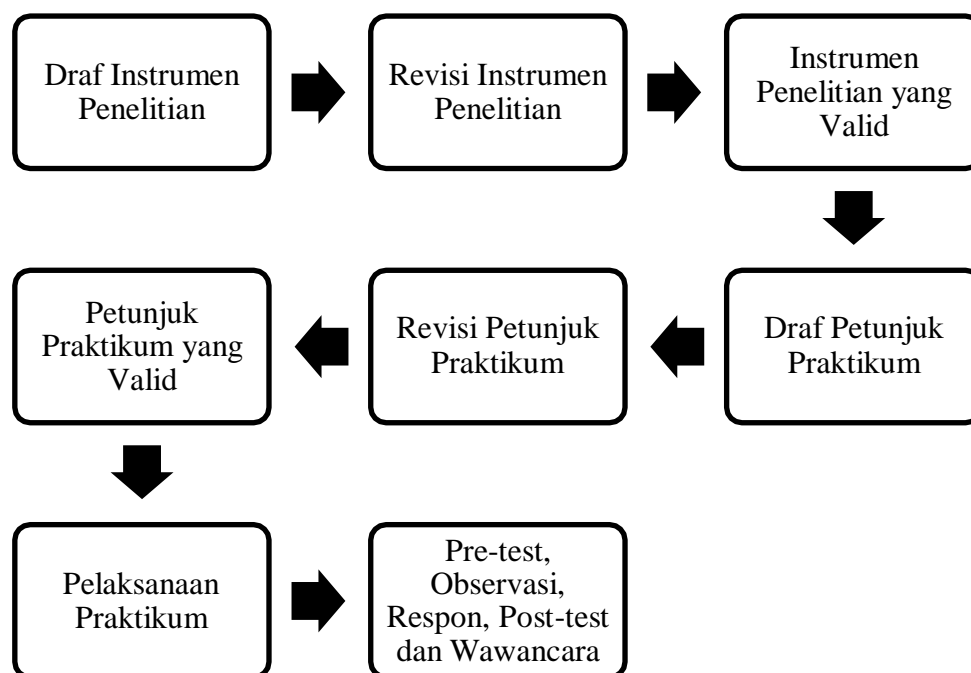 Draf Instrumen
Penelitian
Revisi Instrumen
Penelitian
Instrumen
Penelitian yang
Valid
Draf Petunjuk
Praktikum
Revisi Petunjuk
Praktikum
Petunjuk
Praktikum yang
Valid
Pelaksanaan
Praktikum
Pre-test,
Observasi,
Respon, Post-test
dan Wawancara